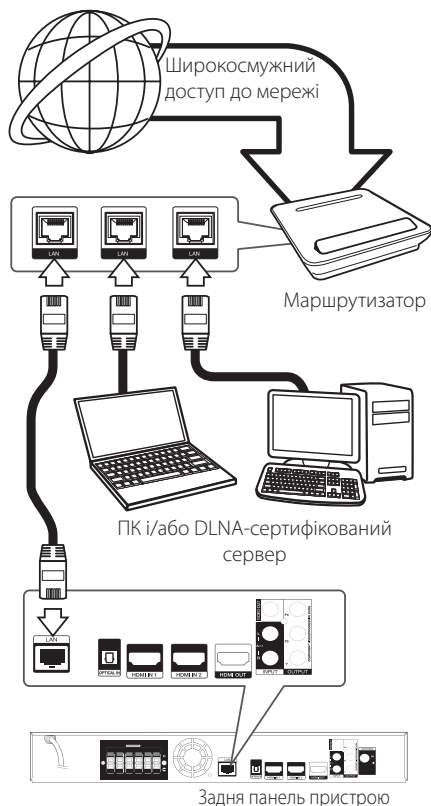 Широкосмужний
доступ до мережі
LAN
LAN
LAN
Маршрутизатор
ПК і/або DLNA-сертифікований
сервер
LAN
OPTICAL IN
HDMI IN 1
HDMI IN 2
HDMI OUT
INPUT
OUTPUT
Задня панель пристрою